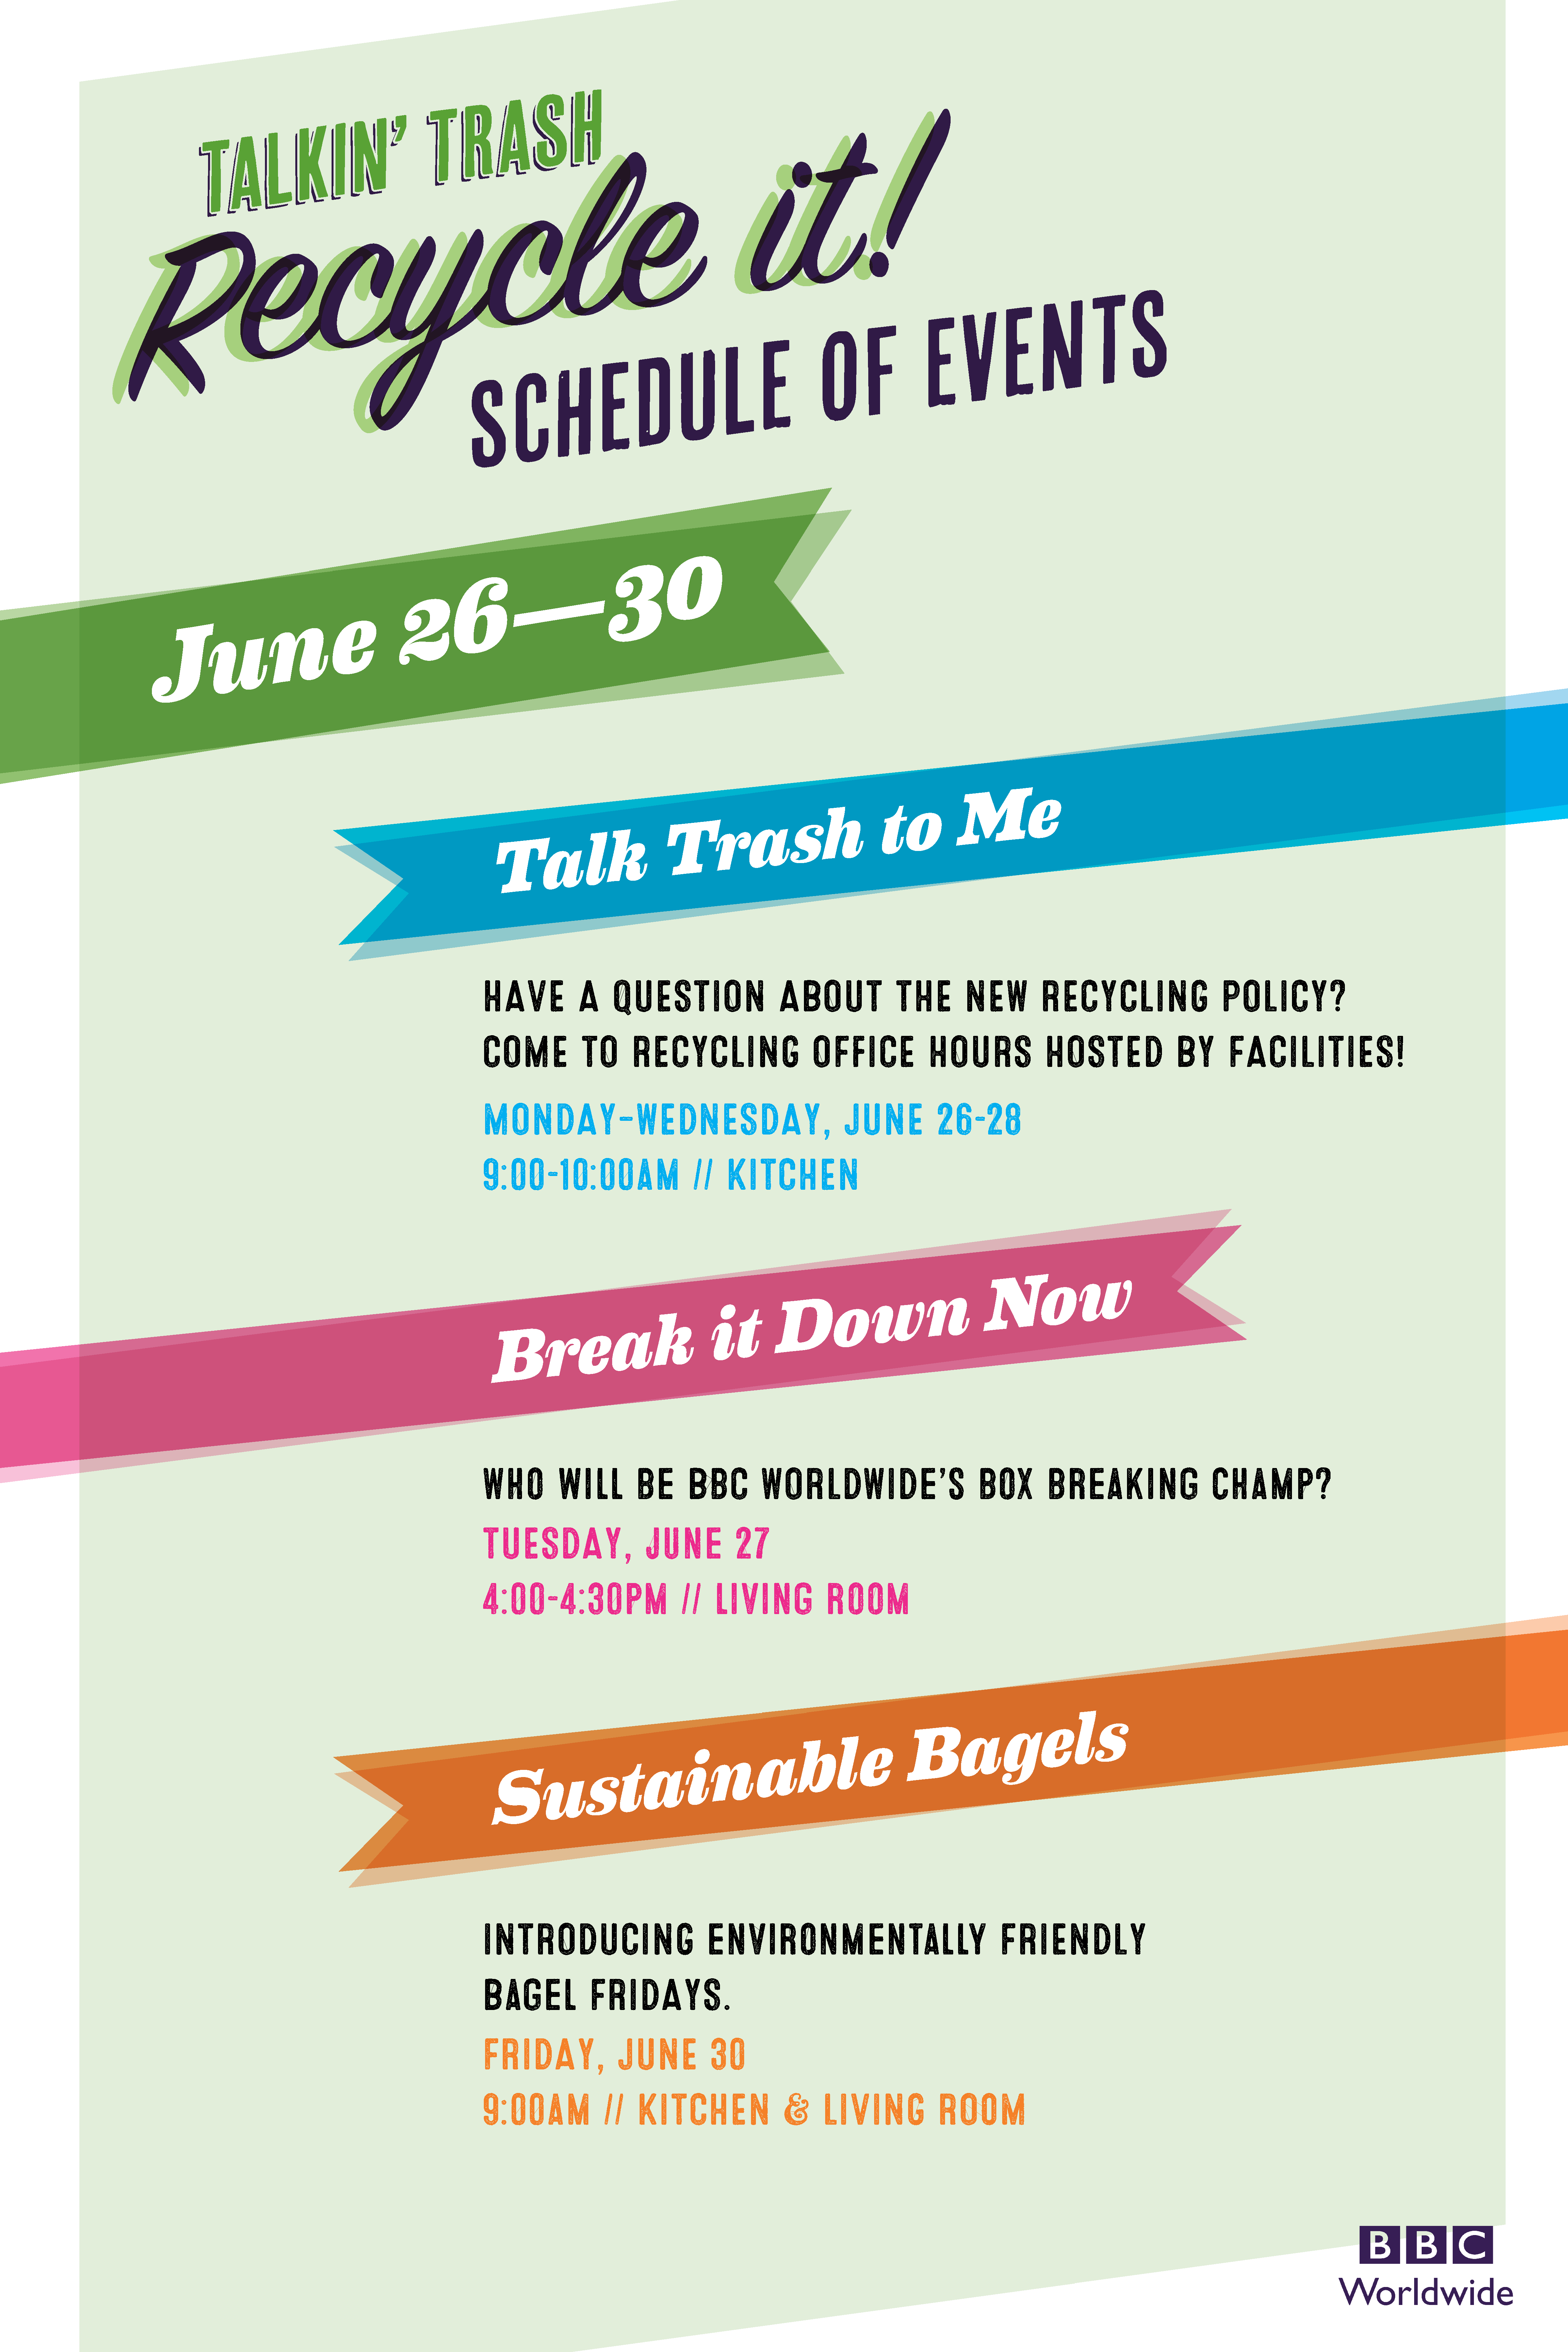 TALKIN' TRASH
Recycle it!
SCHEDULE OF EVENTS
June 26—30
Talk Trash to Me
HAVE A QUESTION ABOUT THE NEW RECYCLING POLICY?
COME TO RECYCLING OFFICE HOURS HOSTED BY FACILITIES!
MONDAY-WEDNESDAY, JUNE 26-28
9:00-10:00AM // KITCHEN
Break it Down Now
WHO WILL BE BBC WORLDWIDE'S BOX BREAKING CHAMP?
TUESDAY, JUNE 27
4:00-4:30PM // LIVING ROOM
Sustainable Bagels
INTRODUCING ENVIRONMENTALLY FRIENDLY
BAGEL FRIDAYS.
FRIDAY, JUNE 30
9:00AM // KITCHEN & LIVING ROOM
BBC
Worldwide